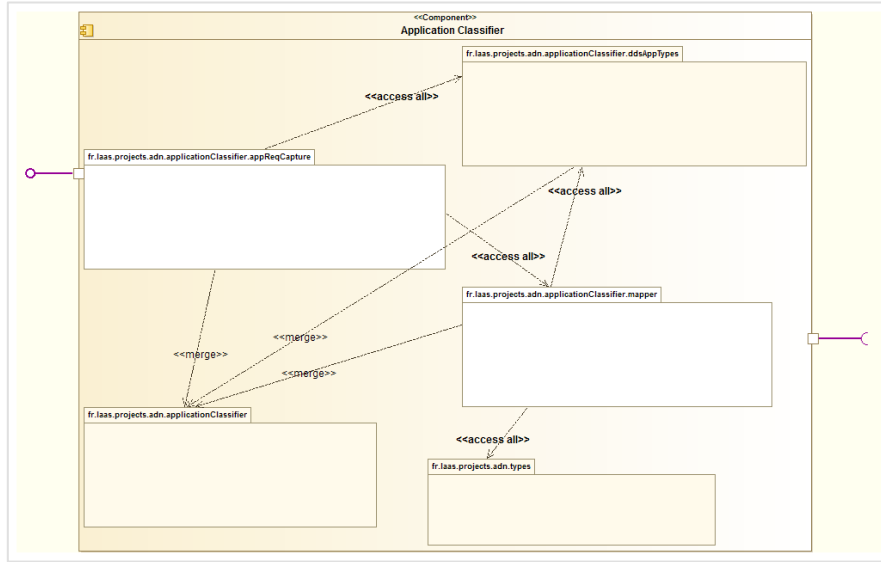 <<Component>>
Application Classifier
fr.laas.projects.adn.applicationClassifier.ddsAppTypes
<<access all>>
fr.laas.projects.adn.applicationClassifier.appReqCapture
<<access all>>
<<access all>>
fr.laas.projects.adn.applicationClassifier.mapper
<<merge>>
<<merge>>
<<merge>>
fr.laas.projects.adn.applicationClassifier
<<access all>>
fr.laas.projects.adn.types